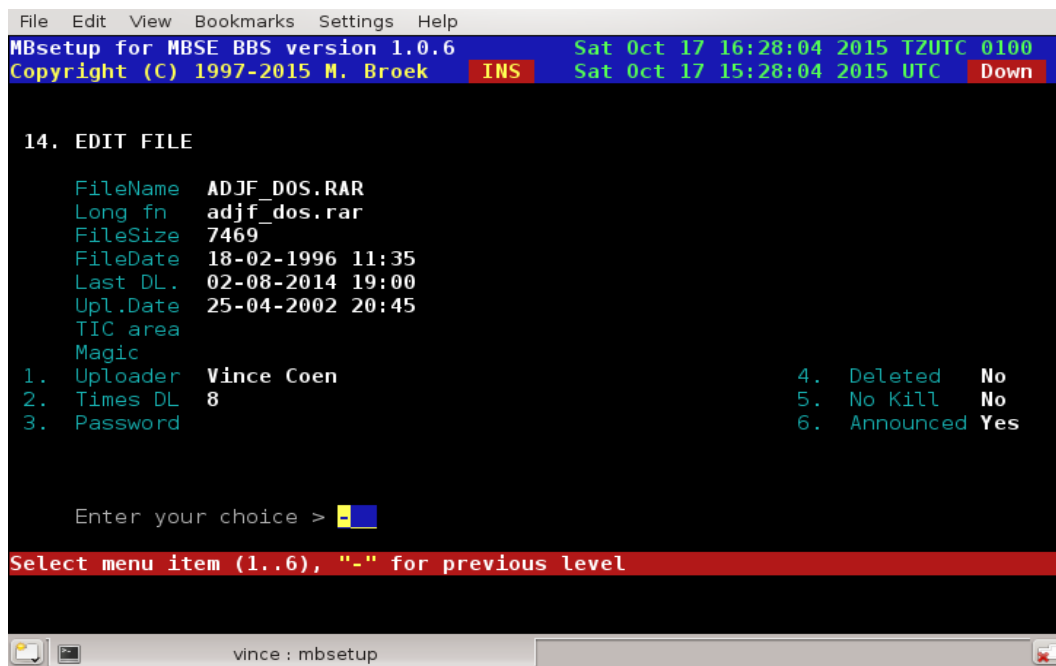 File Edit View Bookmarks Settings Help
MBsetup for MBSE BBS version 1.0.6 Sat Oct 17 16:28:04 2015 TZUTC 0100
Copyright (C) 1997-2015 M. Broek INS Sat Oct 17 15:28:04 2015 UTC Down
14. EDIT FILE
FileName ADJF_DOS.RAR
Long fn adjf_dos.rar
FileSize 7469
FileDate 18-02-1996 11:35
Last DL. 02-08-2014 19:00
Upl.Date 25-04-2002 20:45
TIC area
Magic
1. Uploader Vince Coen 4. Deleted No
2. Times DL 8 5. No Kill No
3. Password 6. Announced Yes
Enter your choice > -__
Select menu item (1..6), "-" for previous level
vince : mbsetup